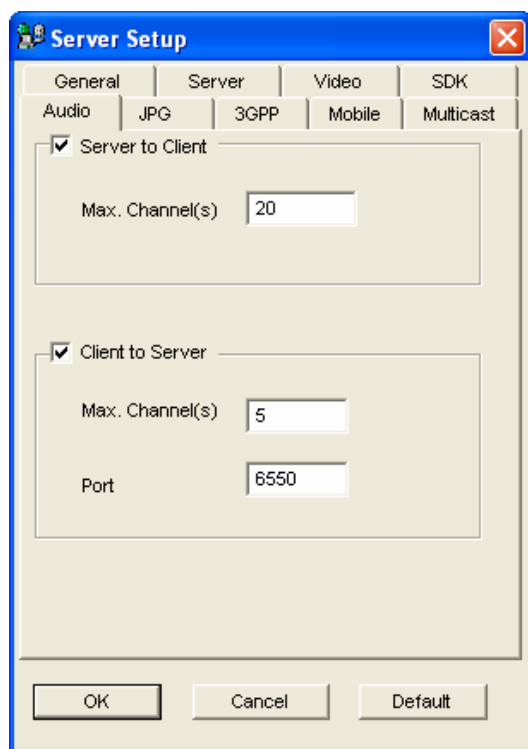 Server Setup
General Server Video SDK
Audio JPG 3GPP Mobile Multicast
Server to Client
Max. Channel(s) 20
Client to Server
Max. Channel(s) 5
Port 6550
OK Cancel Default